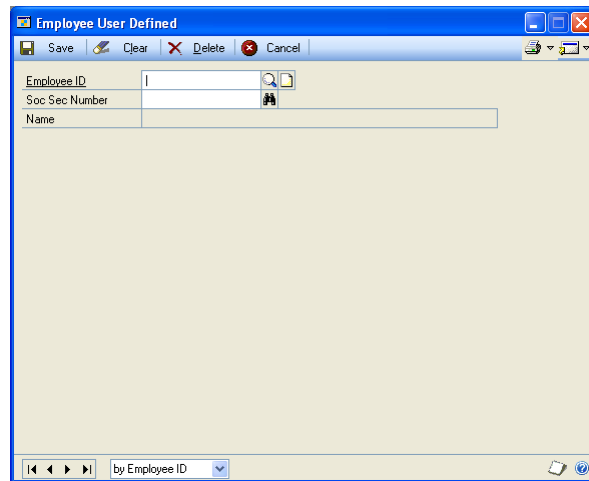 Employee User Defined
Save Clear Delete Cancel
Employee ID
Soc Sec Number
Name
by Employee ID